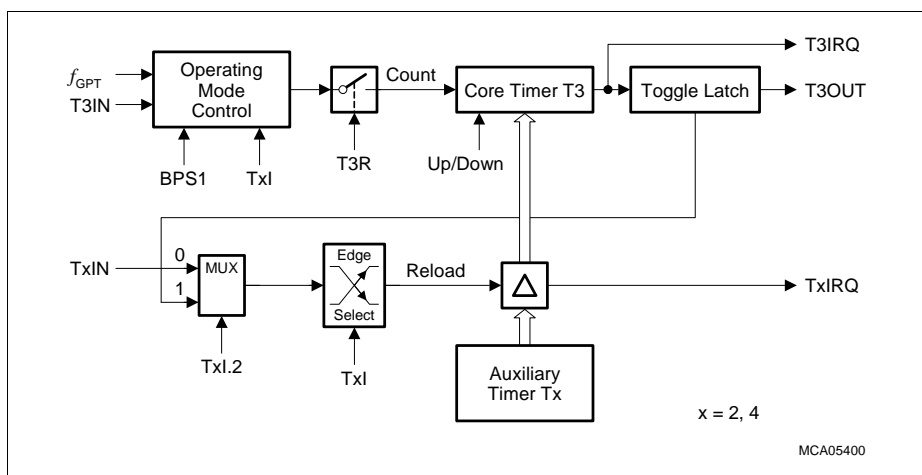 f GPT
T3IN
Operating
Mode
Control
BPS1
TxI
T3R
Count
Core Timer T3
Up/Down
Toggle Latch
T3IRQ
T3OUT
TxIN
0
1
MUX
TxI.2
Edge
Select
TxI
Reload
Δ
TxIRQ
Auxiliary
Timer Tx
x = 2, 4
MCA05400